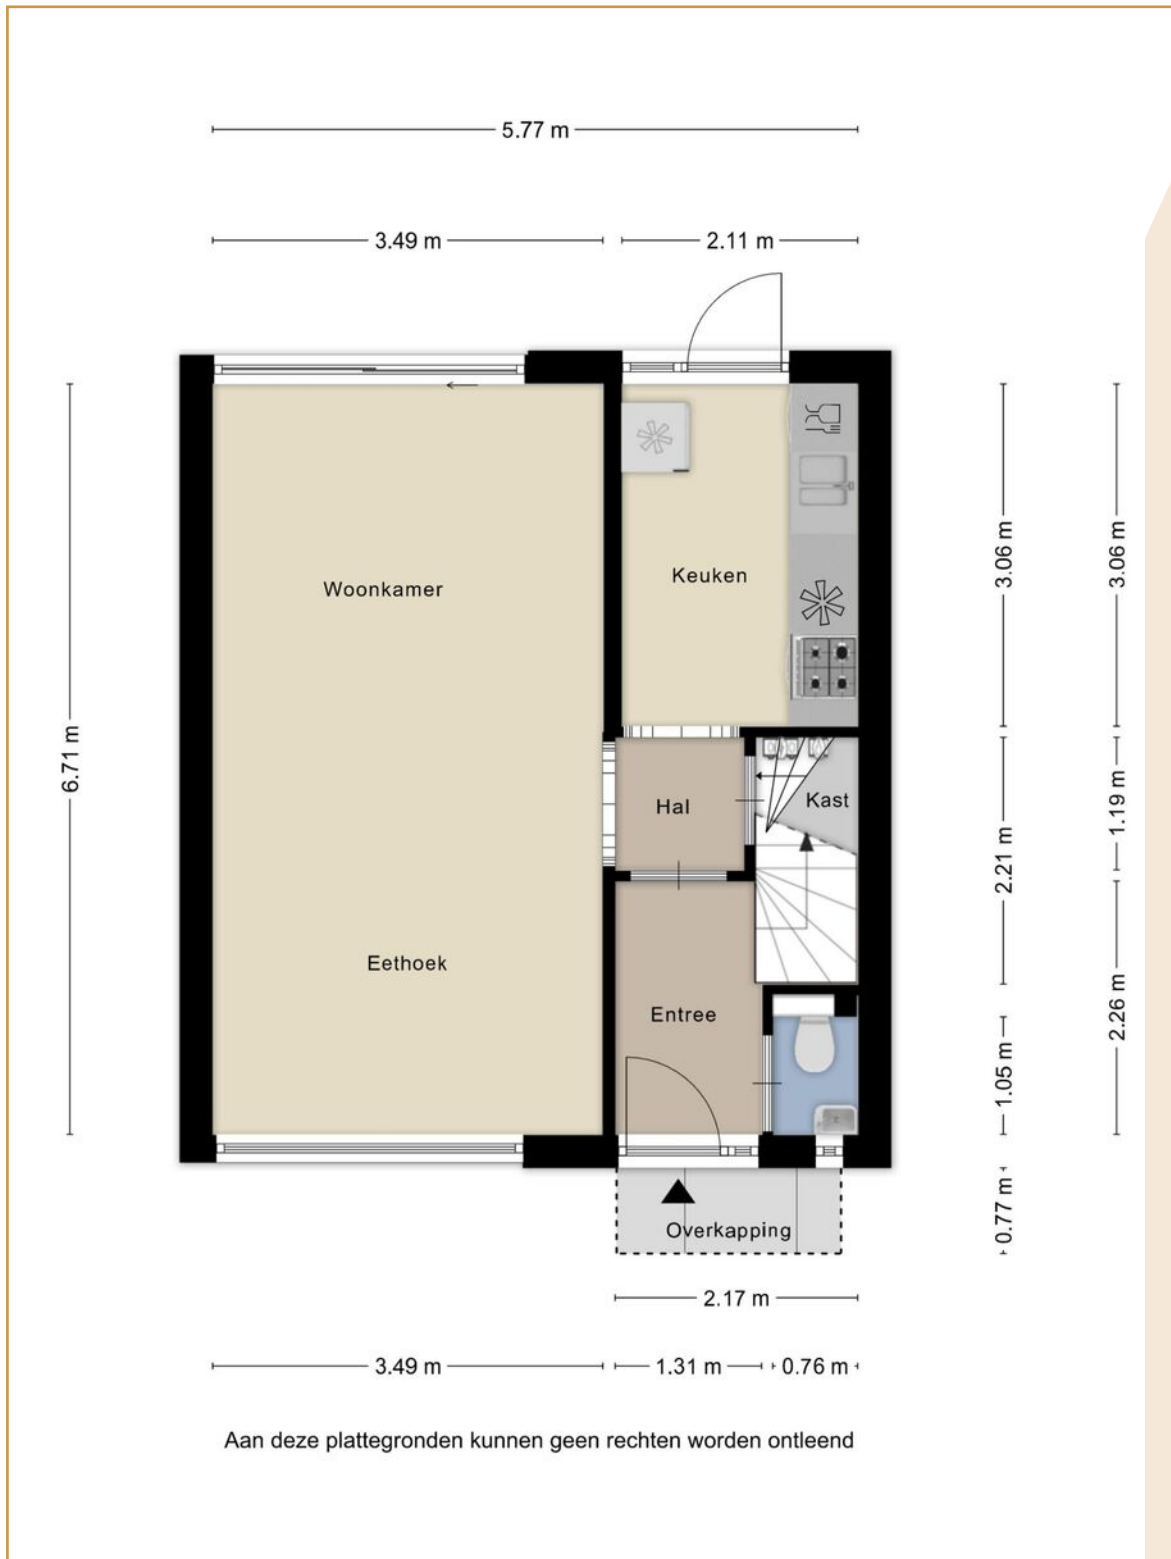 5.77 m
3.49 m
2.11 m
Woonkamer
Keuken
3.06 m
3.06 m
6.71 m
Hal
Kast
1.19 m
2.21 m
Eethoek
Entree
2.26 m
1.05 m
0.77 m
Overkapping
2.17 m
3.49 m
1.31 m
0.76 m
Aan deze plattegronden kunnen geen rechten worden ontleend